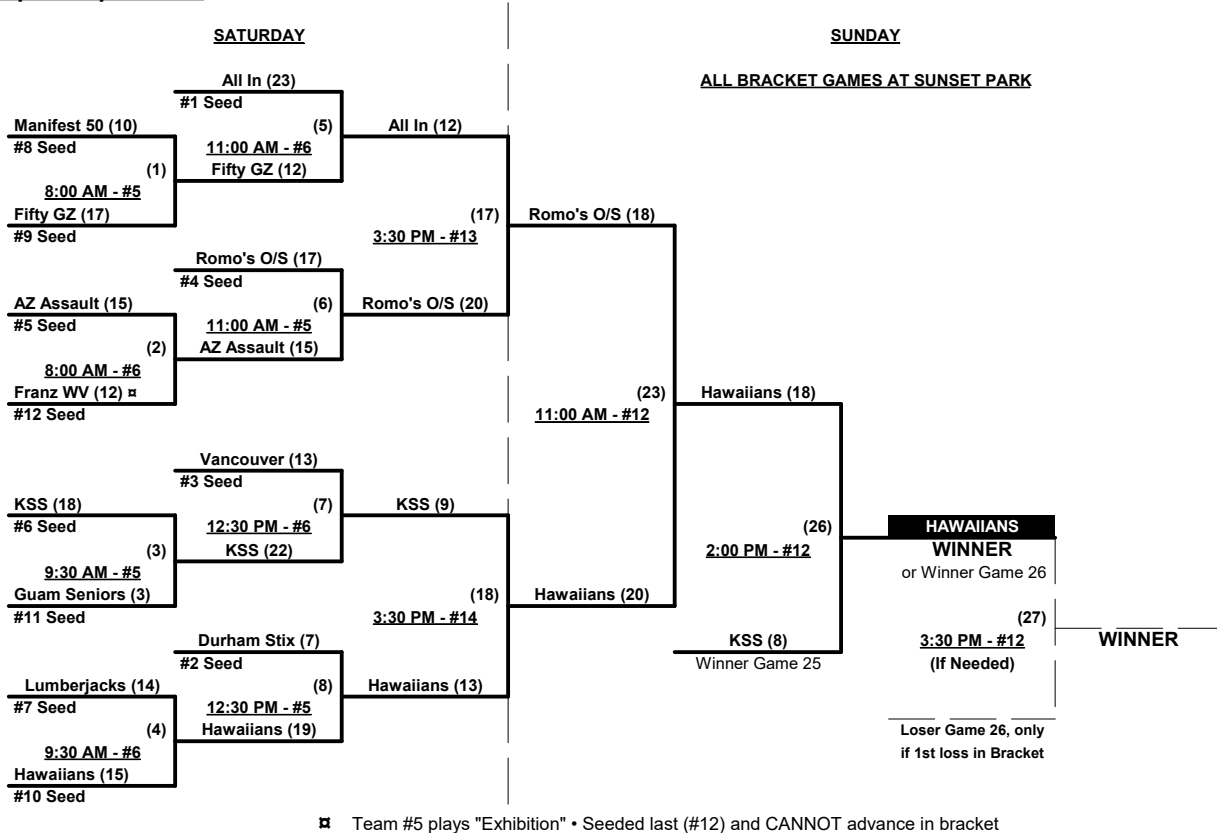 SATURDAY
SUNDAY
ALL BRACKET GAMES AT SUNSET PARK
All In (23)
#1 Seed
Manifest 50 (10)
#8 Seed
(1)
8:00 AM - #5
Fifty GZ (17)
#9 Seed
(5)
11:00 AM - #6
Fifty GZ (12)
All In (12)
(17)
3:30 PM - #13
Romo's O/S (17)
#4 Seed
AZ Assault (15)
#5 Seed
(2)
8:00 AM - #6
Franz WV (12) ¤
#12 Seed
(6)
11:00 AM - #5
AZ Assault (15)
Romo's O/S (20)
Romo's O/S (18)
(23)
11:00 AM - #12
Vancouver (13)
#3 Seed
KSS (18)
#6 Seed
(3)
9:30 AM - #5
Guam Seniors (3)
#11 Seed
(7)
12:30 PM - #6
KSS (22)
KSS (9)
(18)
3:30 PM - #14
Durham Stix (7)
#2 Seed
Lumberjacks (14)
#7 Seed
(4)
9:30 AM - #6
Hawaiians (15)
#10 Seed
(8)
12:30 PM - #5
Hawaiians (19)
Hawaiians (13)
Hawaiians (20)
Hawaiians (18)
(26)
2:00 PM - #12
KSS (8)
Winner Game 25
HAWAIIANS
WINNER
or Winner Game 26
(27)
3:30 PM - #12
(If Needed)
WINNER
Loser Game 26, only
if 1st loss in Bracket
¤ Team #5 plays "Exhibition" • Seeded last (#12) and CANNOT advance in bracket